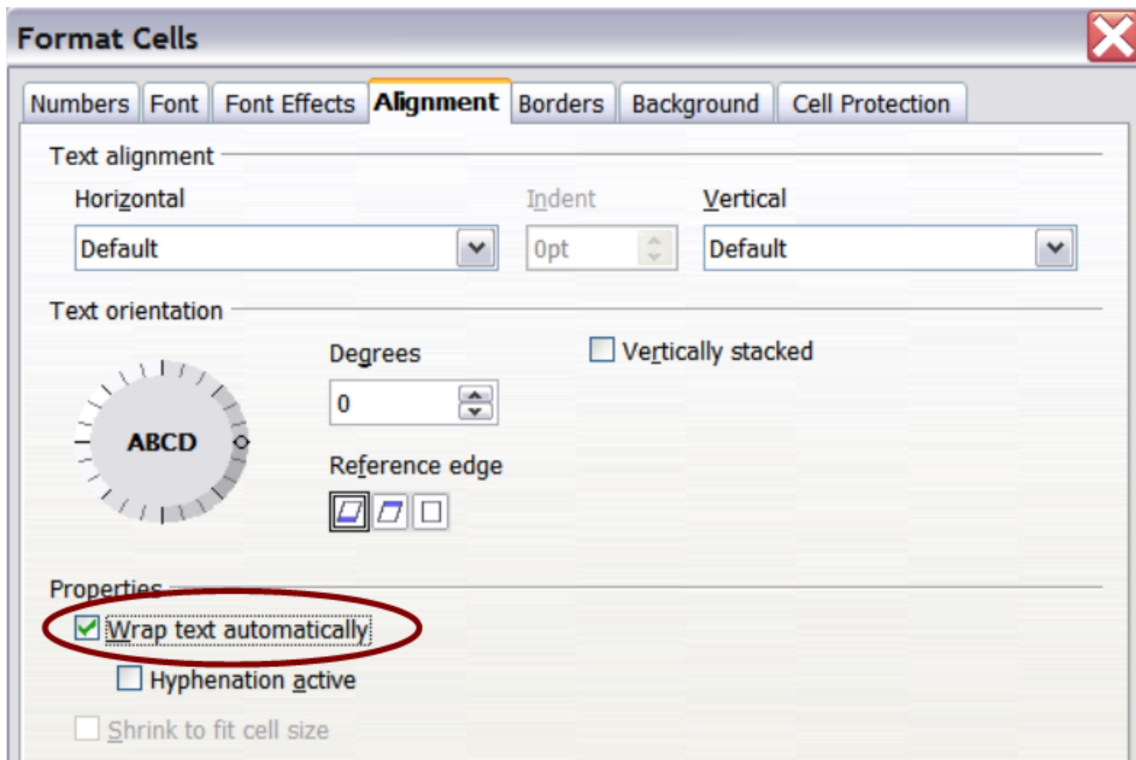 Format Cells
Numbers Font Font Effects Alignment Borders Background Cell Protection
Text alignment
Horizontal Indent Vertical
Default 0pt Default
Text orientation
Degrees Vertically stacked
0
ABCD
Reference edge
Properties
Wrap text automatically
Hyphenation active
Shrink to fit cell size